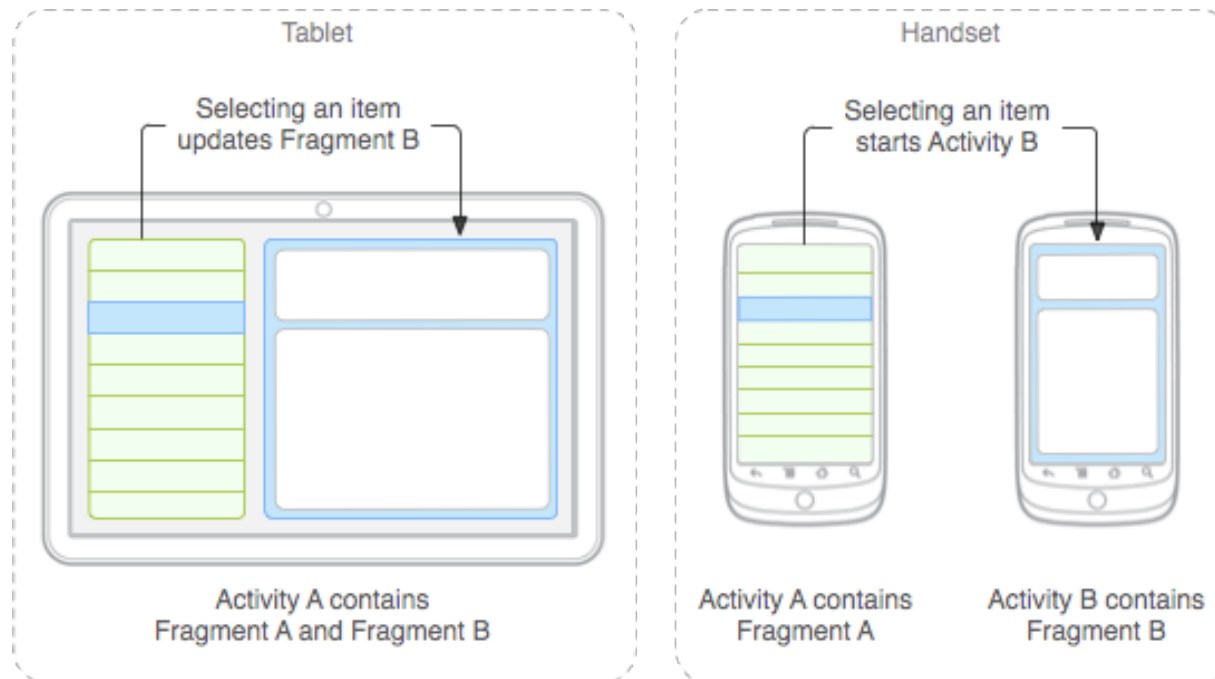 Tablet
Selecting an item
updates Fragment B
Activity A contains
Fragment A and Fragment B
Handset
Selecting an item
starts Activity B
Activity A contains
Fragment A
Activity B contains
Fragment B